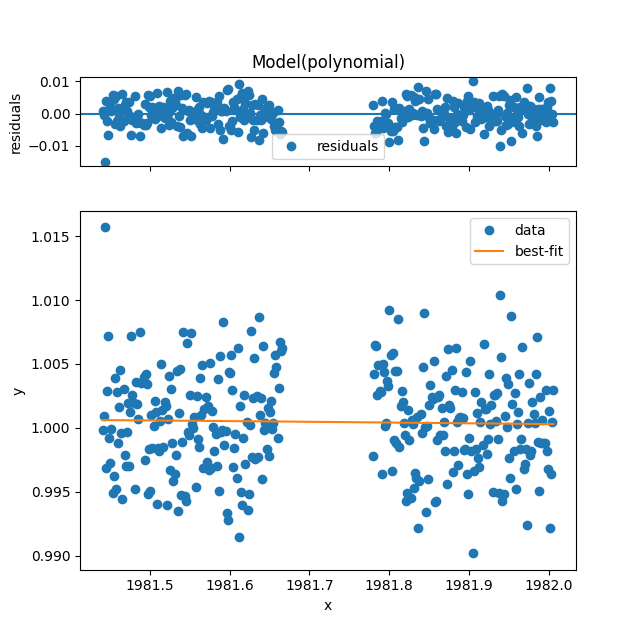 Model(polynomial)
residuals
0.01
0.00
−0.01
residuals
y
1.015
1.010
1.005
1.000
0.995
0.990
data
best-fit
1981.5 1981.6 1981.7 1981.8 1981.9 1982.0
x